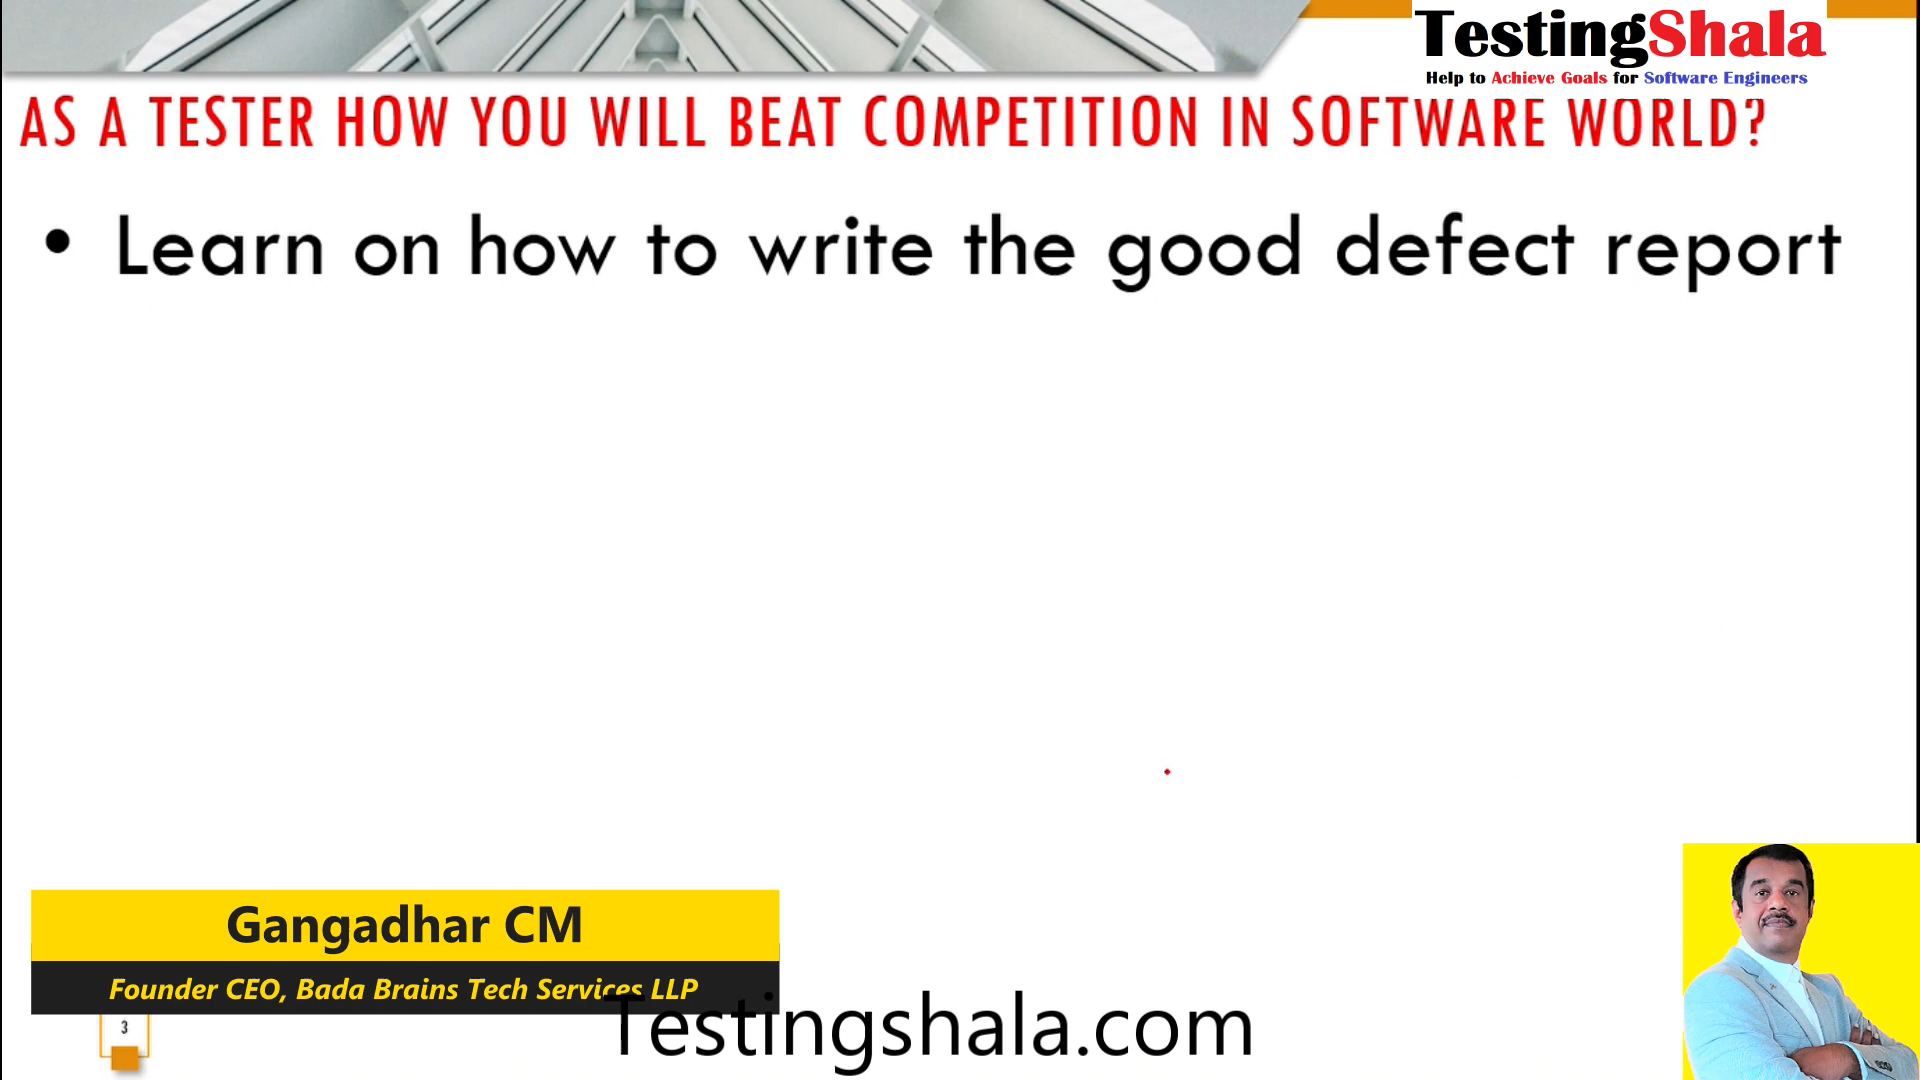 TestingShala
Help to Achieve Goals for Software Engineers
AS A TESTER HOW YOU WILL BEAT COMPETITION IN SOFTWARE WORLD?
• Learn on how to write the good defect report
Gangadhar CM
Founder CEO, Bada Brains Tech Services LLP
3
Testingshala.com